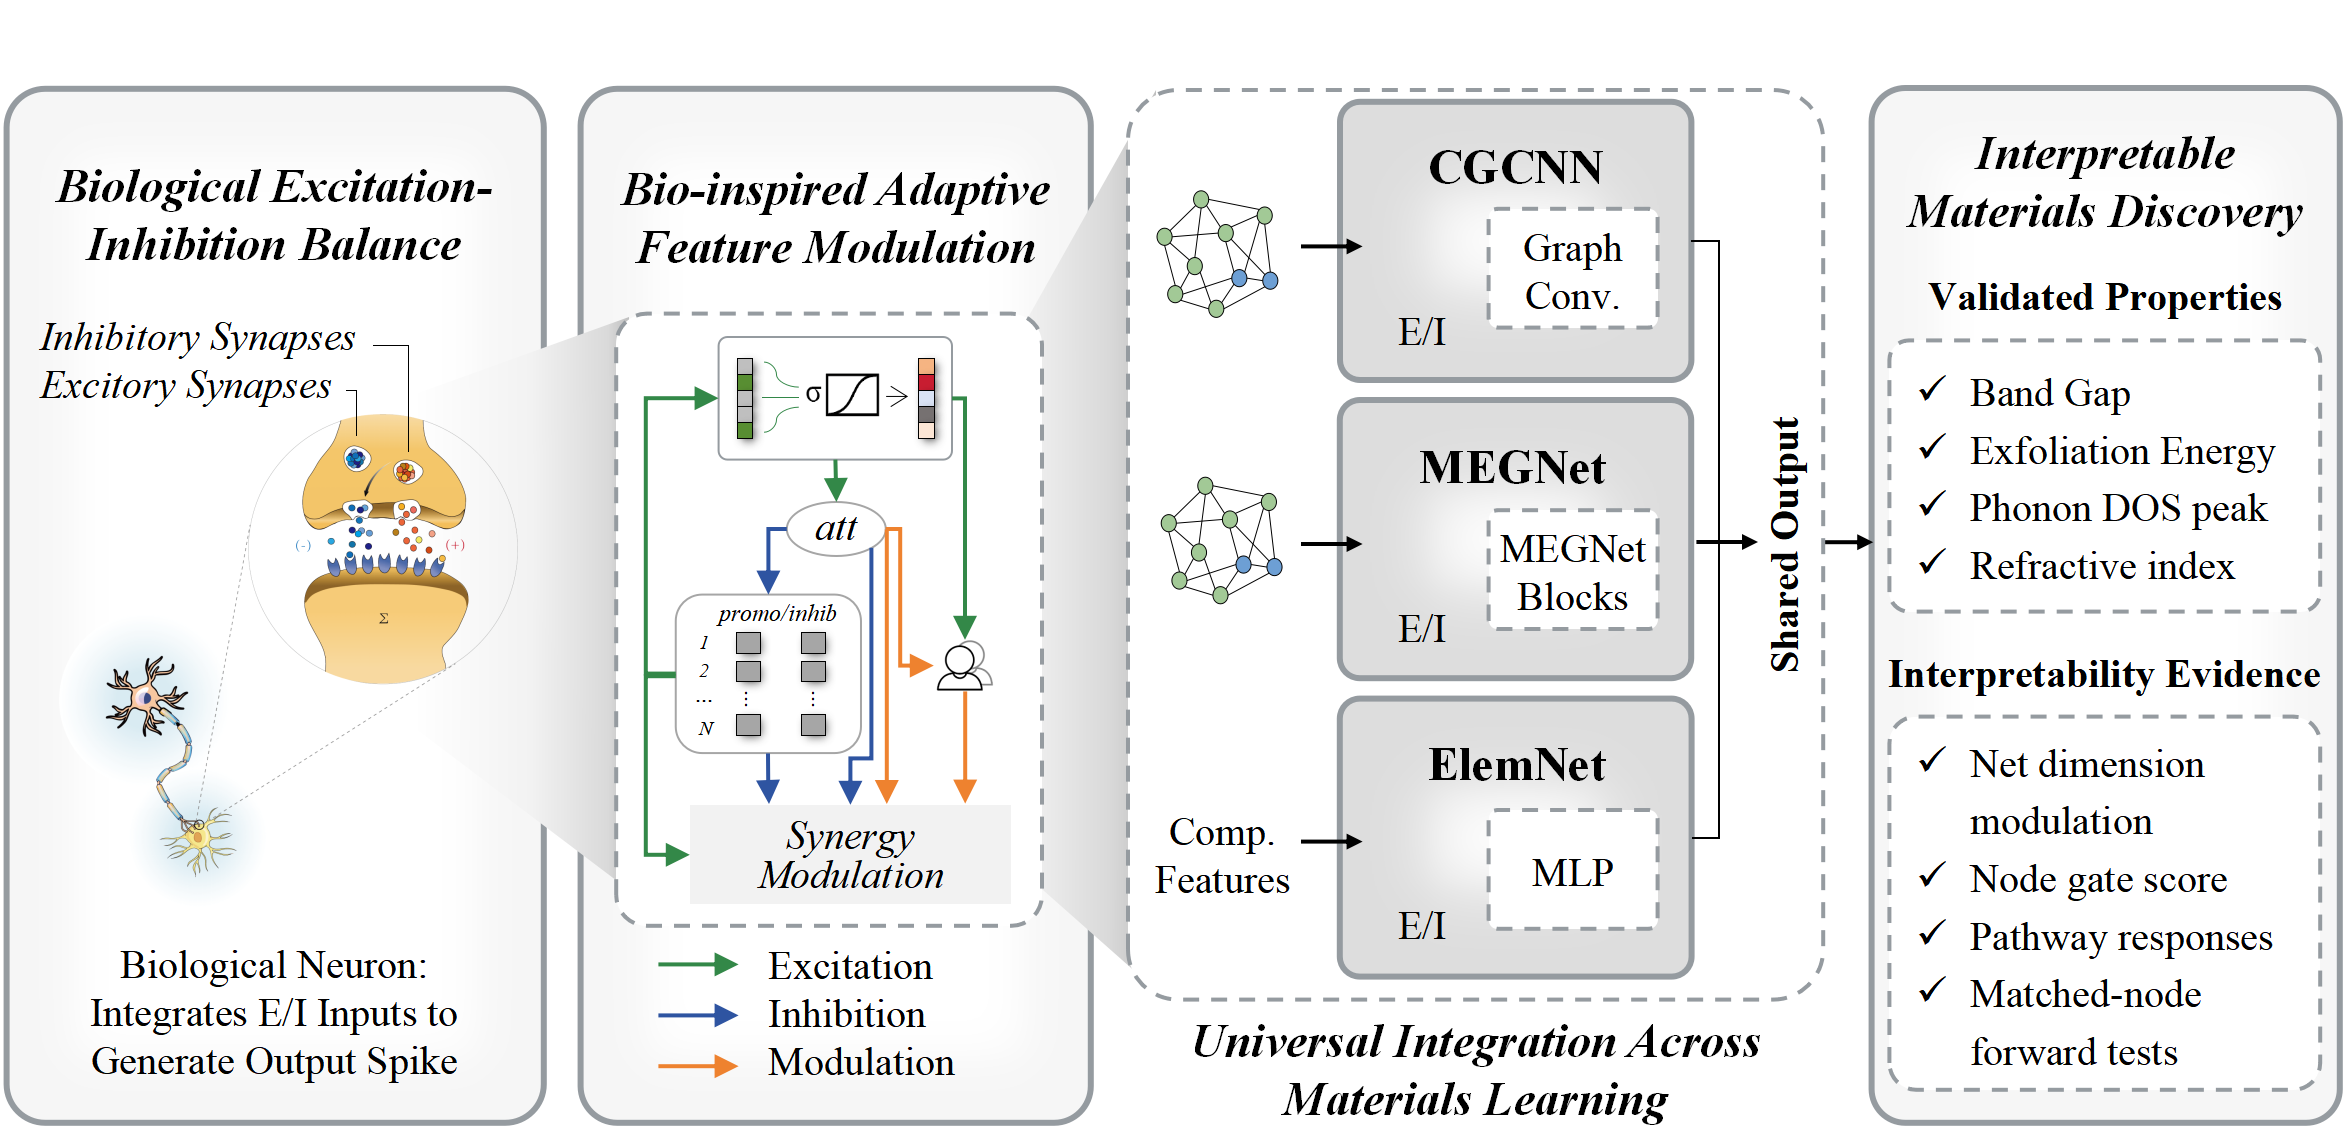 Biological Excitation-
Inhibition Balance
Inhibitory Synapses
Excitory Synapses
(-)
(+)
Σ
Biological Neuron:
Integrates E/I Inputs to
Generate Output Spike
Bio-inspired Adaptive
Feature Modulation
σ
att
promo/inhib
1
2
...
N
Synergy
Modulation
Excitation
Inhibition
Modulation
CGCNN
Graph
Conv.
E/I
MEGNet
MEGNet
Blocks
E/I
ElemNet
Comp.
Features
MLP
E/I
Shared Output
Universal Integration Across
Materials Learning
Interpretable
Materials Discovery
Validated Properties
✓ Band Gap
✓ Exfoliation Energy
✓ Phonon DOS peak
✓ Refractive index
Interpretability Evidence
✓ Net dimension
modulation
✓ Node gate score
✓ Pathway responses
✓ Matched-node
forward tests